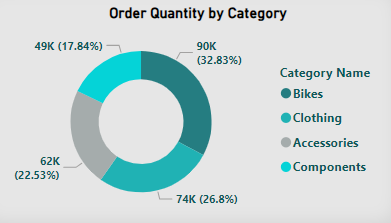 Order Quantity by Category
49K (17.84%)
90K
(32.83%)
62K
(22.53%)
74K (26.8%)
Category Name
Bikes
Clothing
Accessories
Components